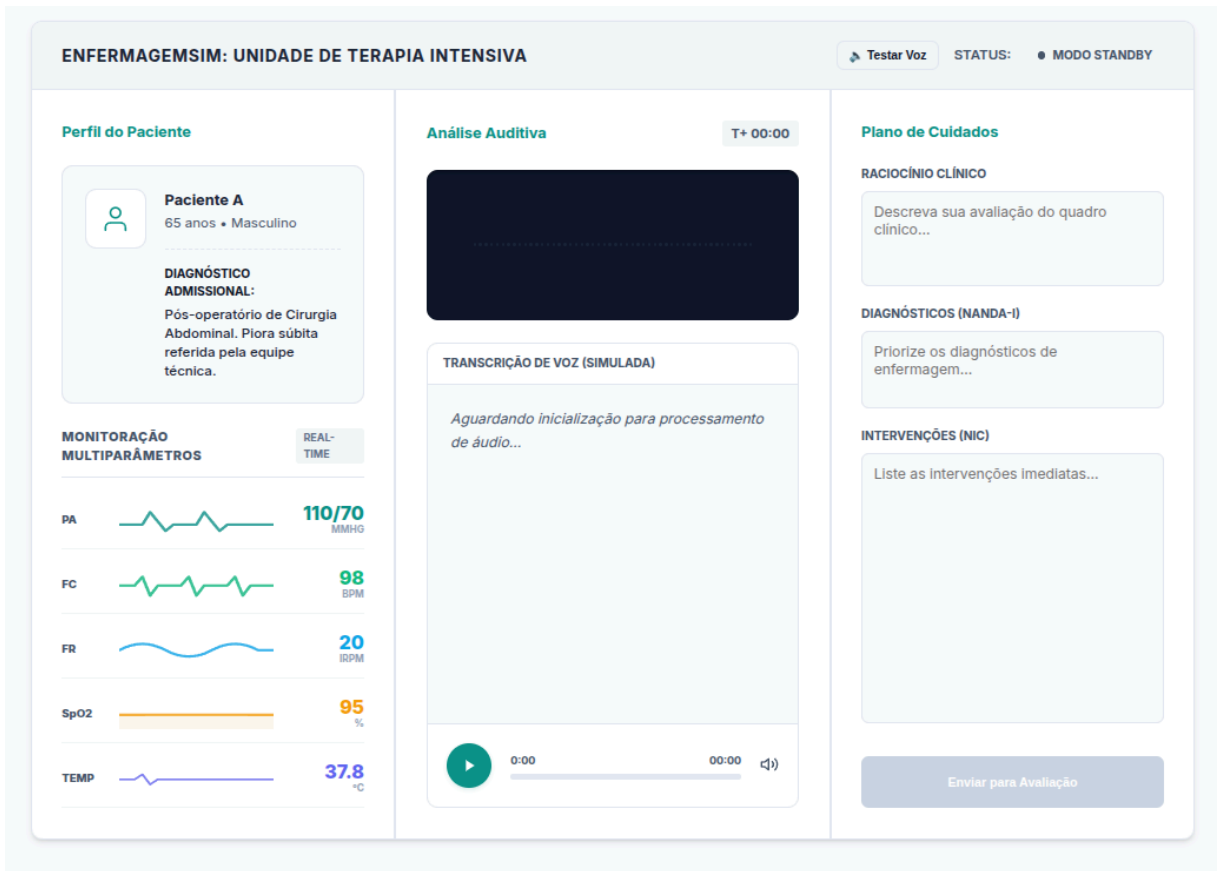 ENFERMAGEMSIM: UNIDADE DE TERAPIA INTENSIVA
Testar Voz
STATUS:
MODO STANDBY
Perfil do Paciente
Paciente A
65 anos • Masculino
DIAGNÓSTICO
ADMISSIONAL:
Pós-operatório de Cirurgia
Abdominal. Piora súbita
referida pela equipe
técnica.
MONITORAÇÃO
MULTIPARÂMETROS
REAL-
TIME
PA
110/70
MMHG
FC
98
BPM
FR
20
IRPM
SpO2
95
%
TEMP
37.8
°C
Análise Auditiva
T+ 00:00
TRANSCRIÇÃO DE VOZ (SIMULADA)
Aguardando inicialização para processamento
de áudio...
0:00
00:00
Plano de Cuidados
RACIOCÍNIO CLÍNICO
Descreva sua avaliação do quadro
clínico...
DIAGNÓSTICOS (NANDA-I)
Priorize os diagnósticos de
enfermagem...
INTERVENÇÕES (NIC)
Liste as intervenções imediatas...
Enviar para Avaliação